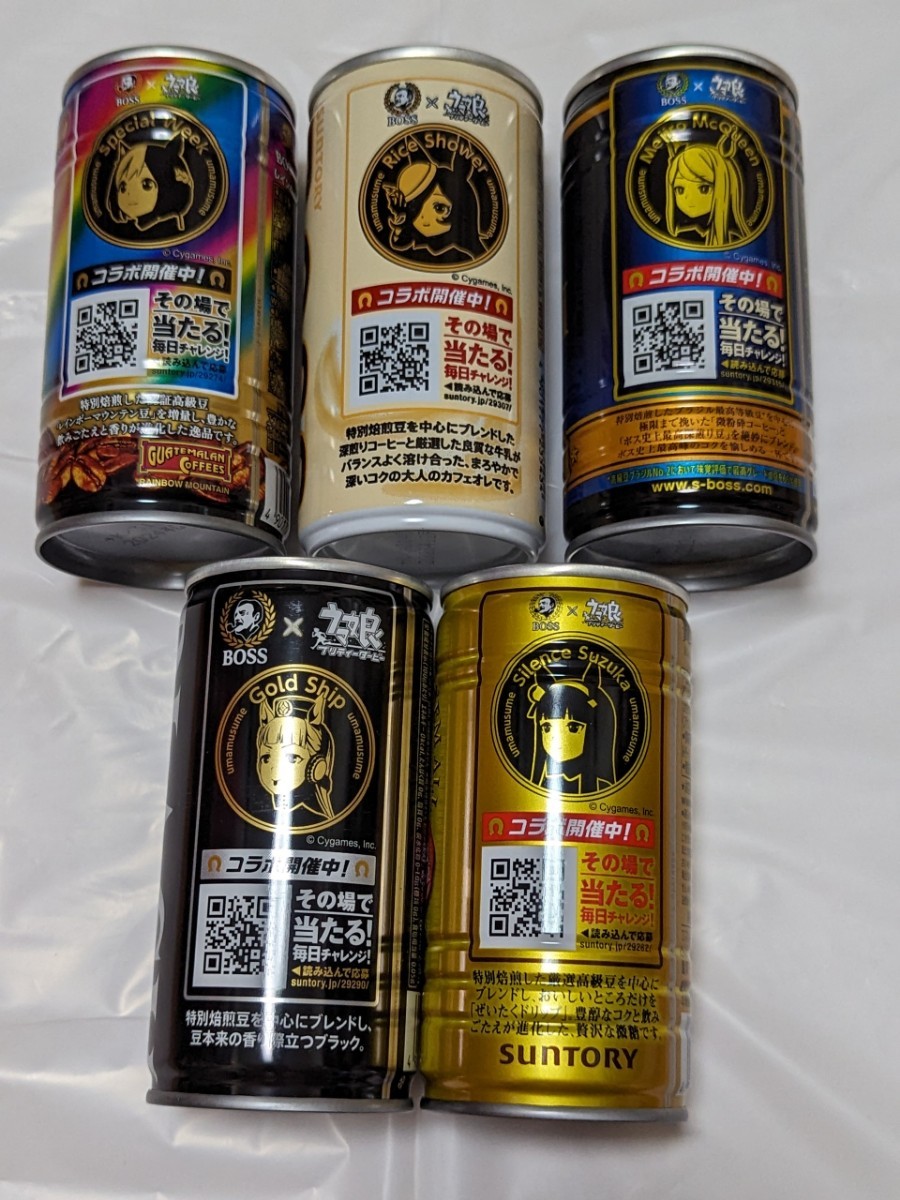 BOSS × ウマ娘
Special Week
umamusume umamusume
© Cygames, Inc.
コラボ開催中!
その場で
当たる!
毎日チャレンジ!
◀読み込んで応募
特別焙煎した
レインボーマウンテン豆を増量し、豊かな
飲みごたえと香りが進化した逸品です。
GUATEMALAN
COFFEES
RAINBOW MOUNTAIN
SUNTORY
BOSS × ウマ娘
Rice Shower
umamusume umamusume
© Cygames, Inc.
コラボ開催中!
その場で
当たる!
毎日チャレンジ!
◀読み込んで応募
suntory.jp/29307/
特別焙煎豆を中心にブレンドした
深煎りコーヒーと厳選した良質な牛乳が
バランスよく溶け合った、まろやかで
深いコクの大人のカフェオレです。
BOSS × ウマ娘
Mejiro McQueen
umamusume umamusume
© Cygames, Inc.
コラボ開催中!
その場で
当たる!
毎日チャレンジ!
◀読み込んで応募
www.s-boss.com
BOSS × ウマ娘
プリティーダービー
Gold Ship
umamusume umamusume
© Cygames, Inc.
コラボ開催中!
その場で
当たる!
毎日チャレンジ!
◀読み込んで応募
suntory.jp/29290/
特別焙煎豆を中心にブレンドし、
豆本来の香り際立つブラック。
BOSS × ウマ娘
Silence Suzuka
umamusume umamusume
© Cygames, Inc.
コラボ開催中!
その場で
当たる!
毎日チャレンジ!
◀読み込んで応募
suntory.jp/29262/
特別焙煎した厳選高級豆を中心に
ブレンドし、おいしいところだけを
「ぜいたくドリップ」。豊醇なコクと飲み
ごたえが進化した、贅沢な微糖です。
SUNTORY